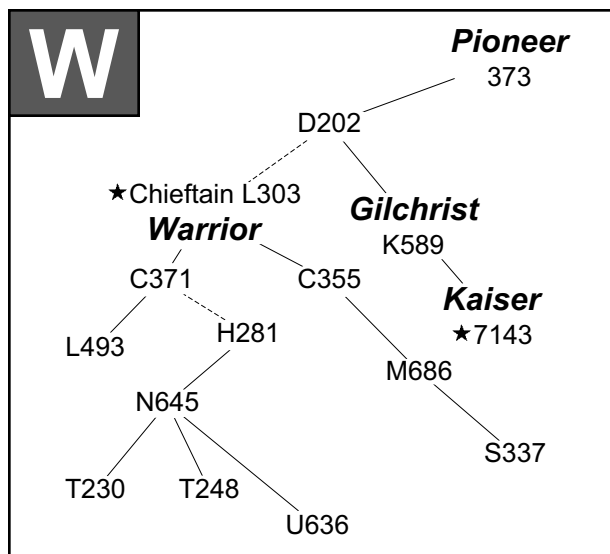 W
Pioneer
373
D202
★Chieftain L303
Warrior
Gilchrist
K589
C371
C355
Kaiser
★7143
L493
H281
M686
N645
S337
T230
T248
U636